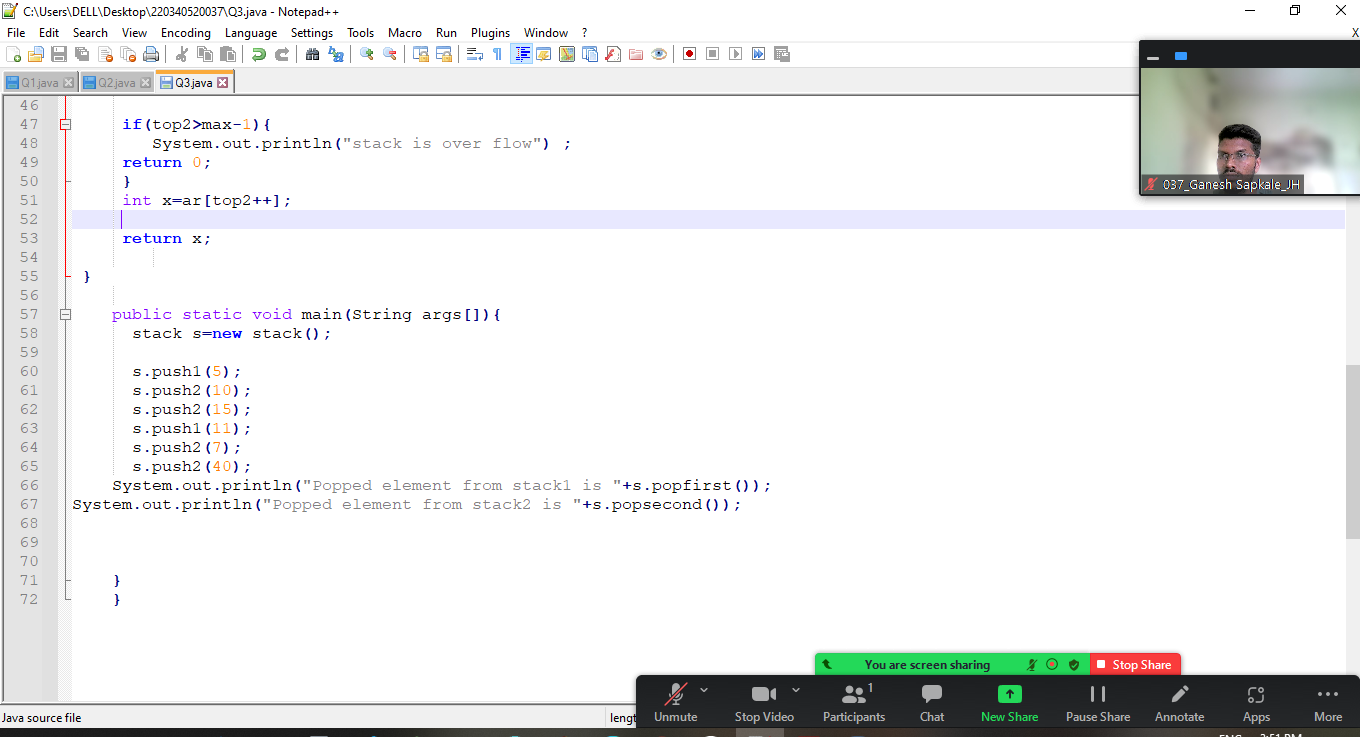 C:\Users\DELL\Desktop\220340520037\Q3.java - Notepad++
File Edit Search View Encoding Language Settings Tools Macro Run Plugins Window ? X
Q1.java Q2.java Q3.java
46
47 if(top2>max-1){
48 System.out.println("stack is over flow") ;
49 return 0;
50 }
51 int x=ar[top2++];
52
53 return x;
54
55 }
56
57 public static void main(String args[]){
58 stack s=new stack();
59
60 s.push1(5);
61 s.push2(10);
62 s.push2(15);
63 s.push1(11);
64 s.push2(7);
65 s.push2(40);
66 System.out.println("Popped element from stack1 is "+s.popfirst());
67 System.out.println("Popped element from stack2 is "+s.popsecond());
68
69
70
71 }
72 }
037_Ganesh Sapkale_JH
You are screen sharing Stop Share
Unmute Stop Video Participants 1 Chat New Share Pause Share Annotate Apps More
Java source file